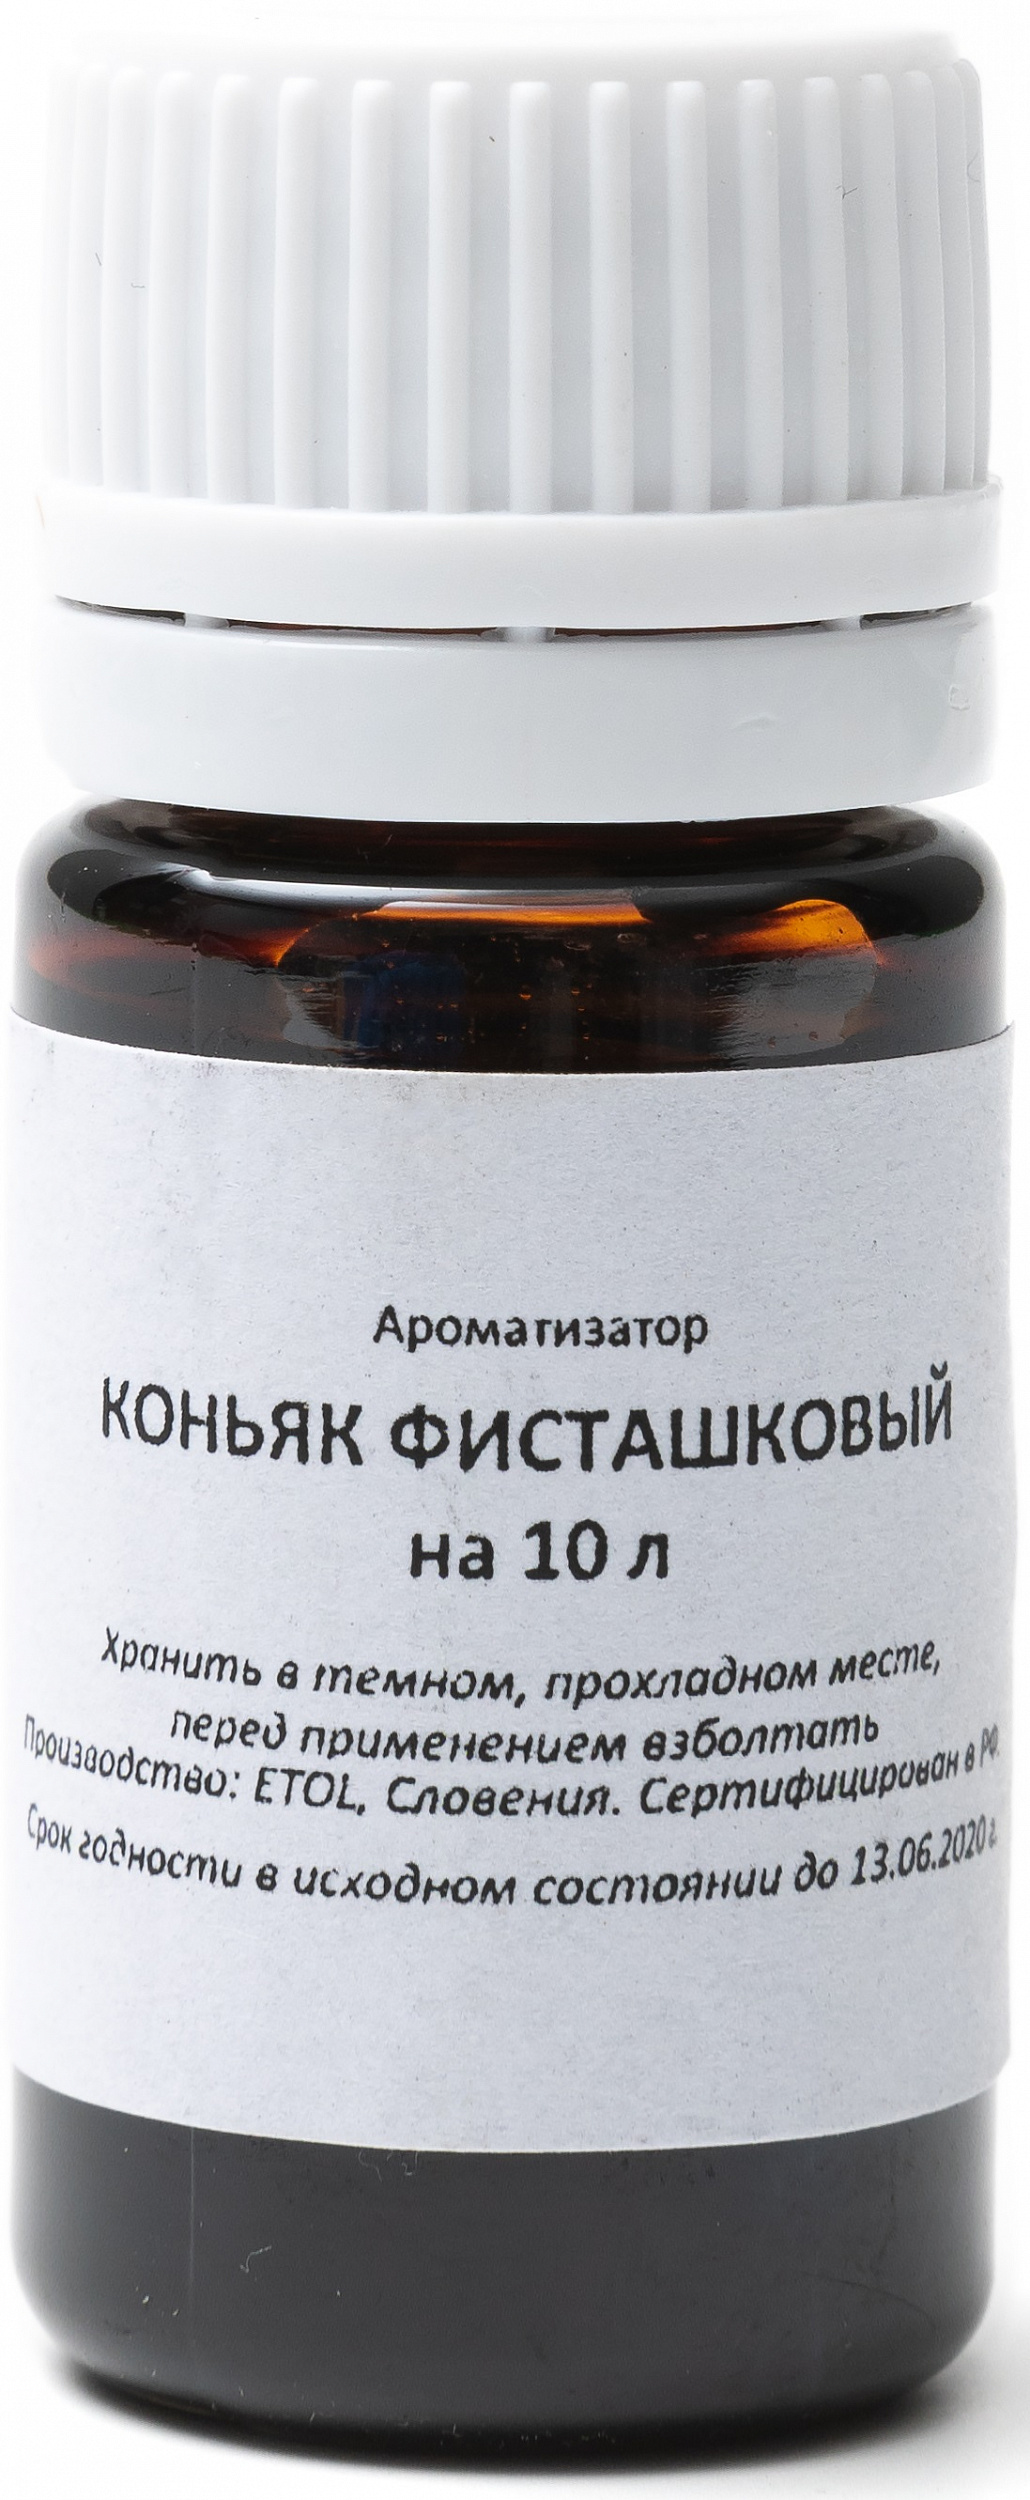 Ароматизатор
КОНЬЯК ФИСТАШКОВЫЙ
на 10 л
Хранить в темном, прохладном месте,
перед применением взболтать
Производство: ETOL, Словения. Сертифицирован в РФ.
Срок годности в исходном состоянии до 13.06.2020 г.